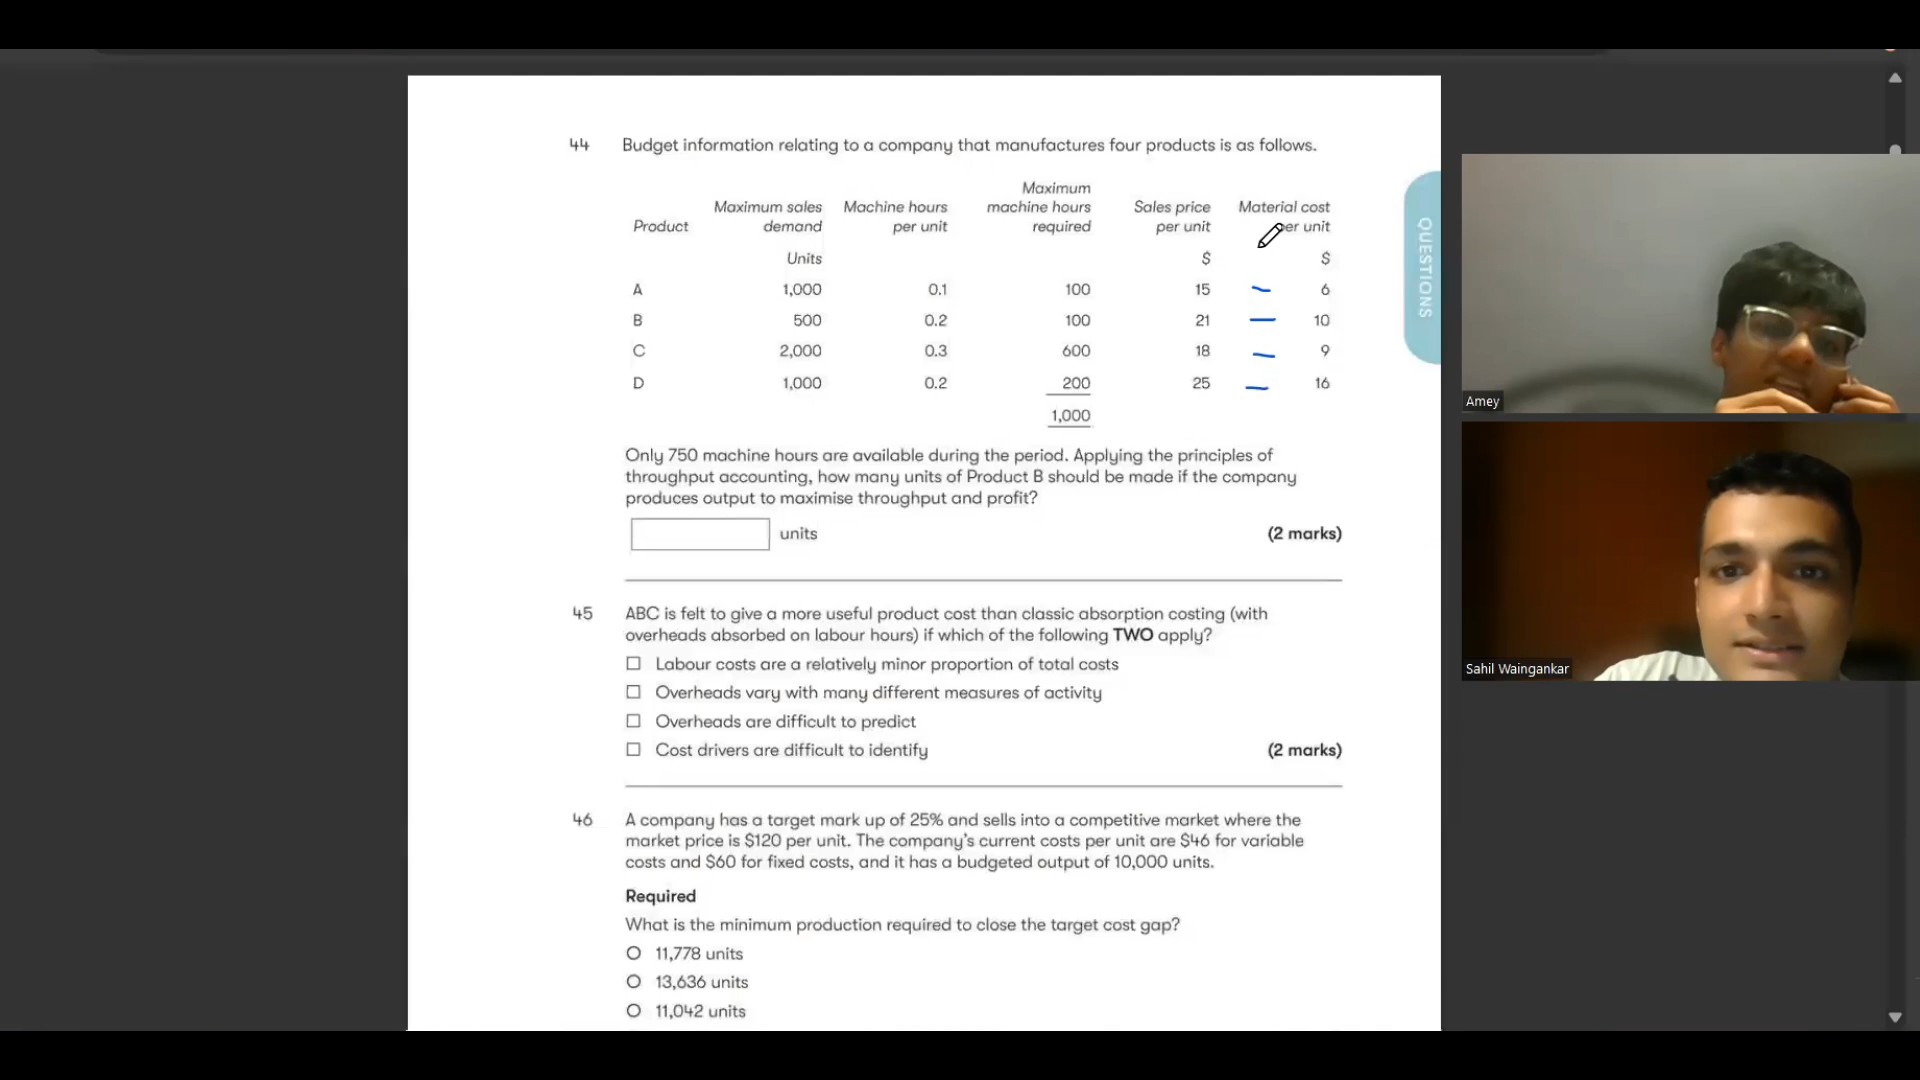 44 Budget information relating to a company that manufactures four products is as follows.
Maximum
Maximum sales Machine hours machine hours Sales price Material cost
Product demand per unit required per unit per unit
Units $ $
A 1,000 0.1 100 15 6
B 500 0.2 100 21 10
C 2,000 0.3 600 18 9
D 1,000 0.2 200 25 16
1,000
Only 750 machine hours are available during the period. Applying the principles of
throughput accounting, how many units of Product B should be made if the company
produces output to maximise throughput and profit?
units (2 marks)
45 ABC is felt to give a more useful product cost than classic absorption costing (with
overheads absorbed on labour hours) if which of the following TWO apply?
Labour costs are a relatively minor proportion of total costs
Overheads vary with many different measures of activity
Overheads are difficult to predict
Cost drivers are difficult to identify (2 marks)
46 A company has a target mark up of 25% and sells into a competitive market where the
market price is $120 per unit. The company's current costs per unit are $46 for variable
costs and $60 for fixed costs, and it has a budgeted output of 10,000 units.
Required
What is the minimum production required to close the target cost gap?
11,778 units
13,636 units
11,042 units
QUESTIONS
Amey
Sahil Waingankar